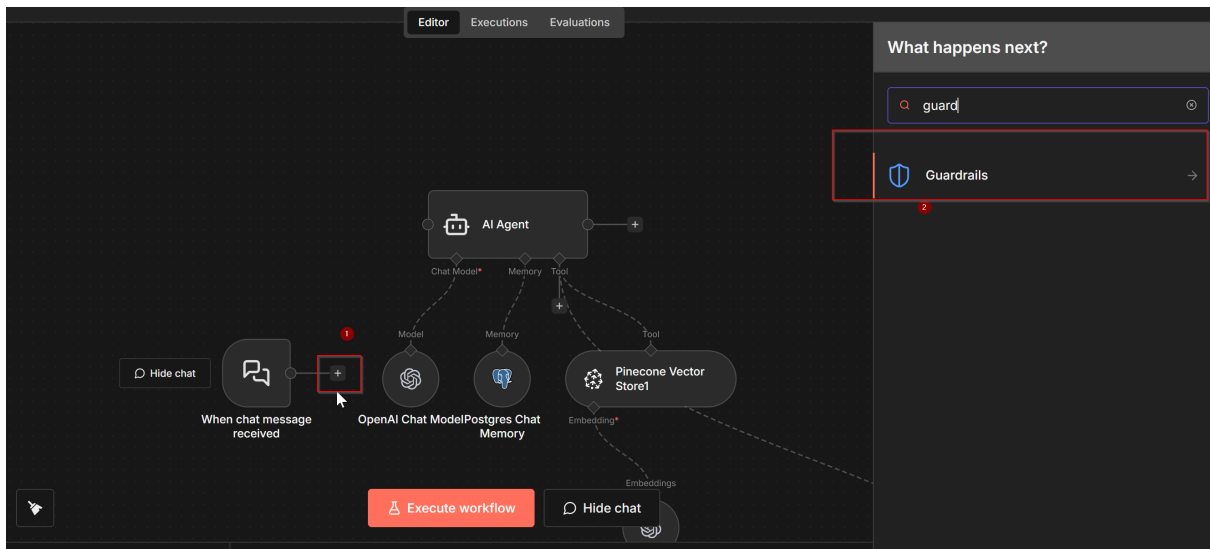 Editor
Executions
Evaluations
What happens next?
guard
Guardrails
2
AI Agent
Chat Model*
Memory
Tool
1
Model
Memory
Tool
Hide chat
Pinecone Vector
Store1
When chat message
received
OpenAI Chat Model
Postgres Chat
Memory
Embedding*
Embeddings
Execute workflow
Hide chat